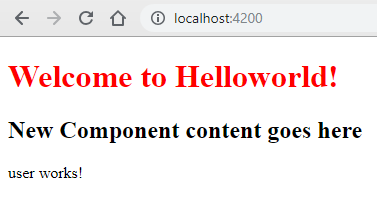 localhost:4200
Welcome to Helloworld!
New Component content goes here
user works!